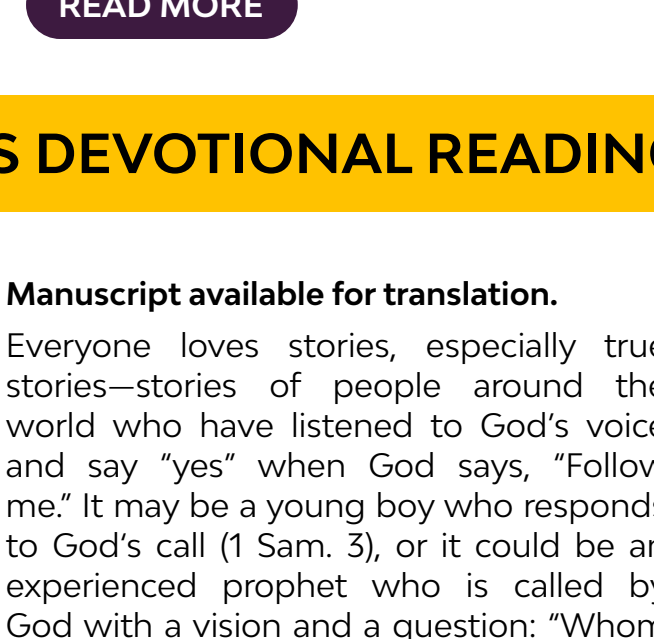 READ MORE
S DEVOTIONAL READING
Manuscript available for translation.
Everyone loves stories, especially true
stories—stories of people around the
world who have listened to God's voice
and say “yes” when God says, “Follow
me.” It may be a young boy who responds
to God's call (1 Sam. 3), or it could be an
experienced prophet who is called by
God with a vision and a question: “Whom